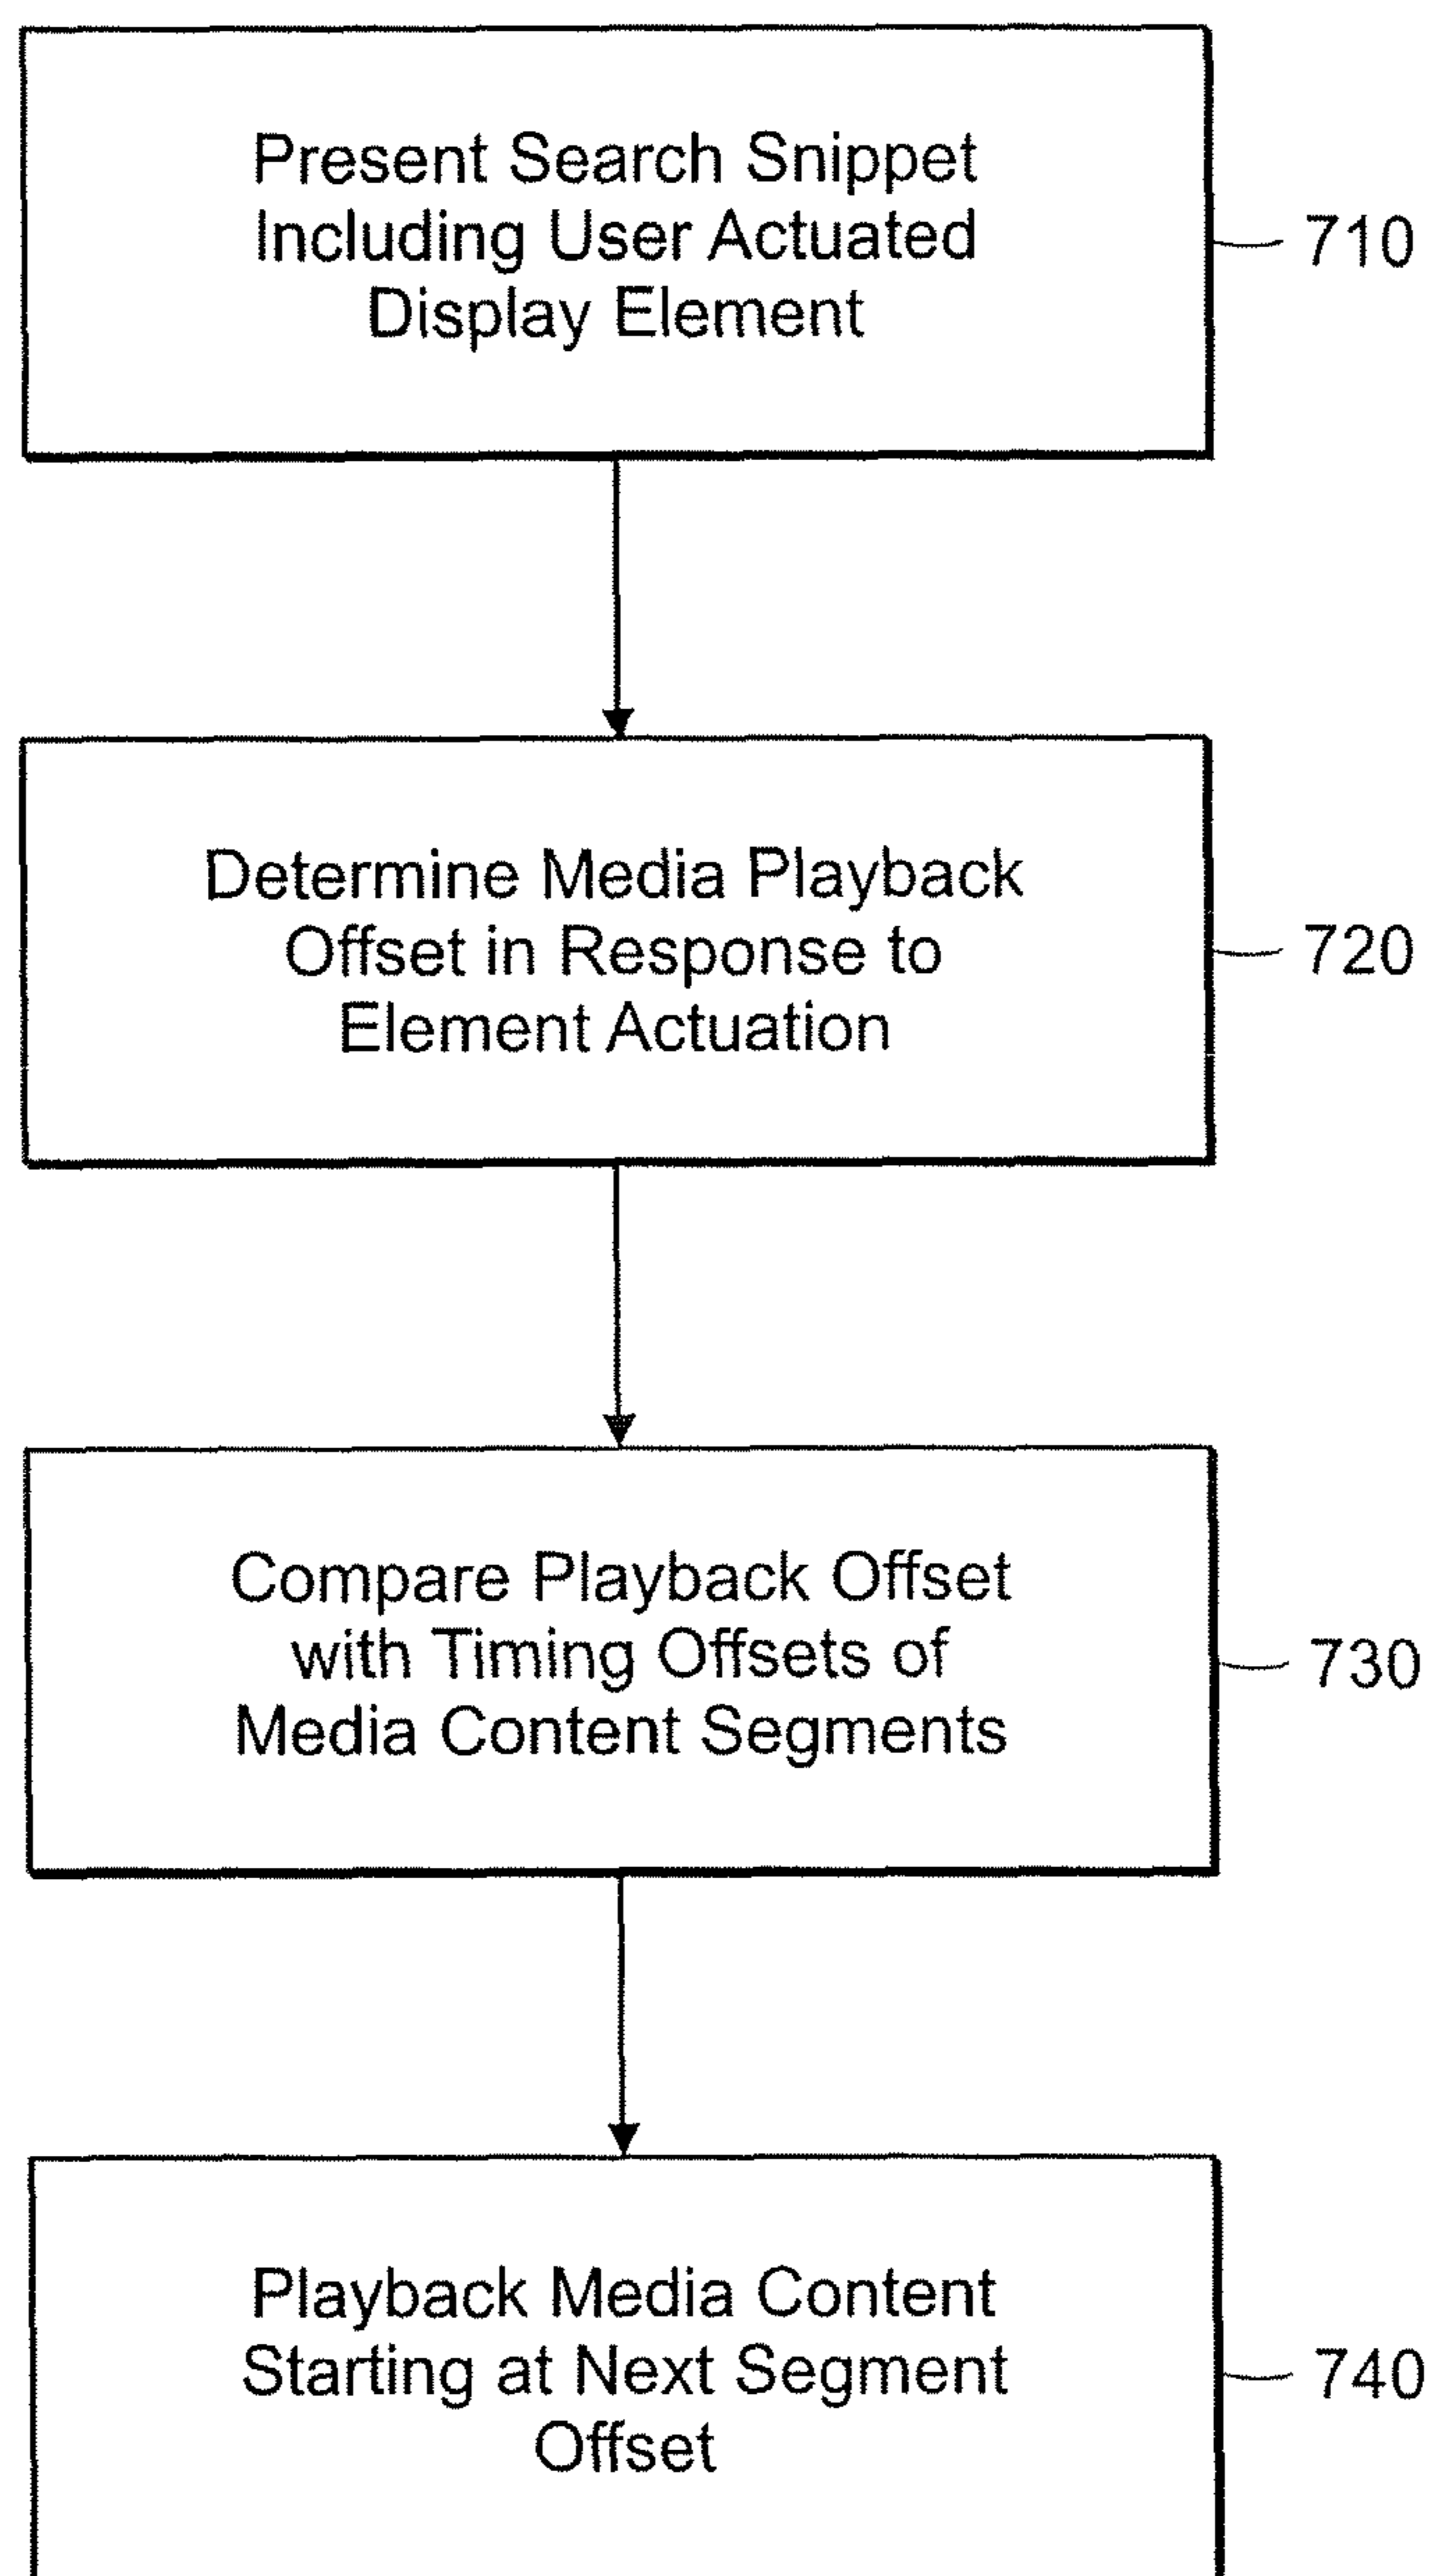 Present Search Snippet
Including User Actuated
Display Element
710
Determine Media Playback
Offset in Response to
Element Actuation
720
Compare Playback Offset
with Timing Offsets of
Media Content Segments
730
Playback Media Content
Starting at Next Segment
Offset
740